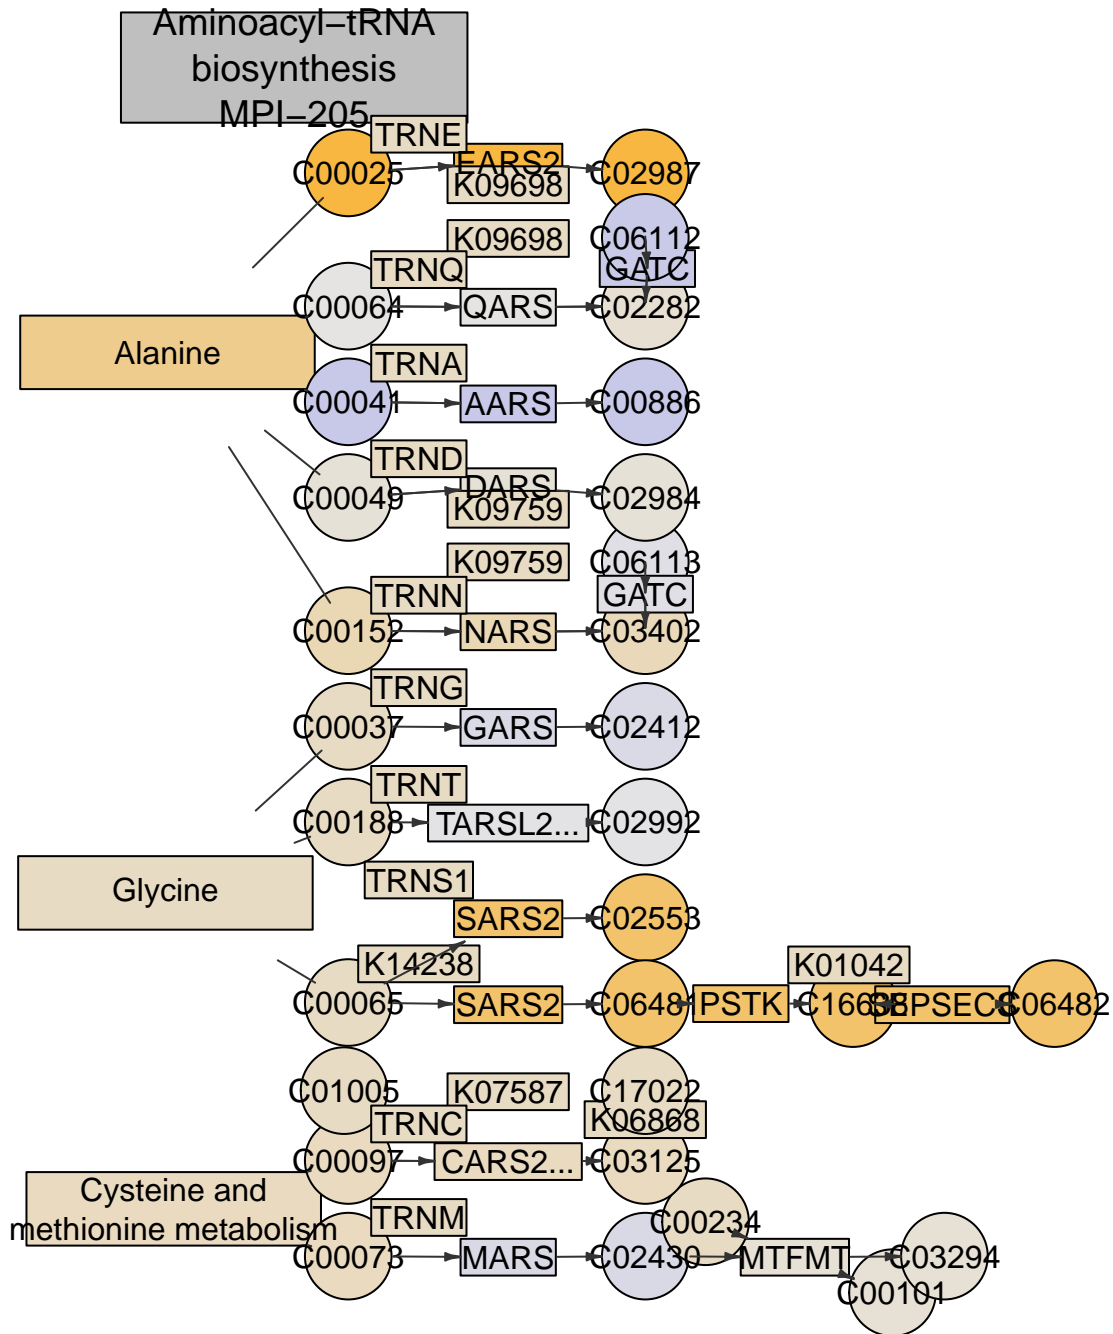 Aminoacyl−tRNA
biosynthesis
MPI−205
TRNE
C00025
EARS2
K09698
C02987
K09698
C06112
TRNQ
GATC
C00064
QARS
C02282
Alanine
TRNA
C00041
AARS
C00886
TRND
C00049
DARS
K09759
C02984
K09759
C06113
TRNN
GATC
C00152
NARS
C03402
TRNG
C00037
GARS
C02412
TRNT
C00188
TARSL2...
C02992
Glycine
TRNS1
SARS2
C02553
K14238
K01042
C00065
SARS2
C06481
PSTK
C16638
SEPSECS
C06482
C01005
K07587
C17022
TRNC
K06868
C00097
CARS2...
C03125
Cysteine and
methionine metabolism
TRNM
C00234
C00073
MARS
C02430
MTFMT
C03294
C00101